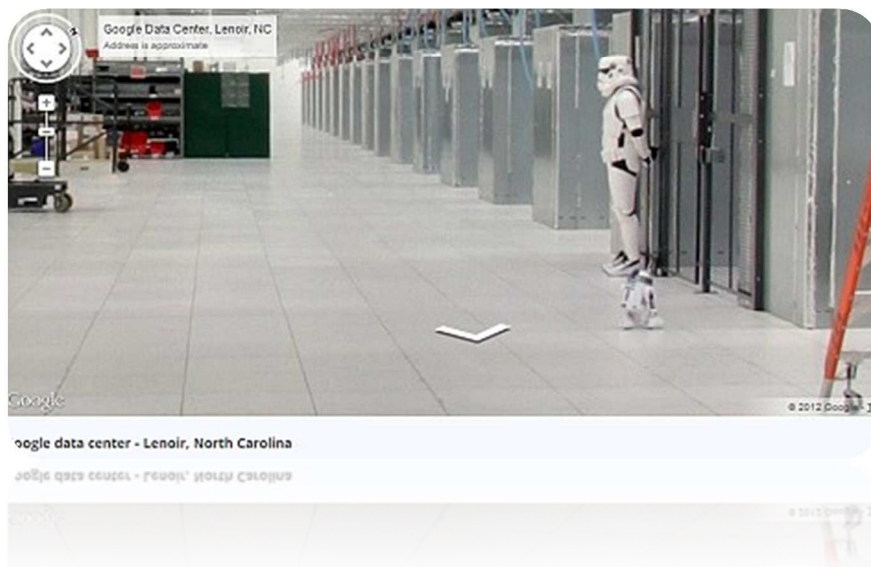 Google Data Center, Lenoir, NC
Address is approximate
Google
© 2012 Google
oogle data center - Lenoir, North Carolina